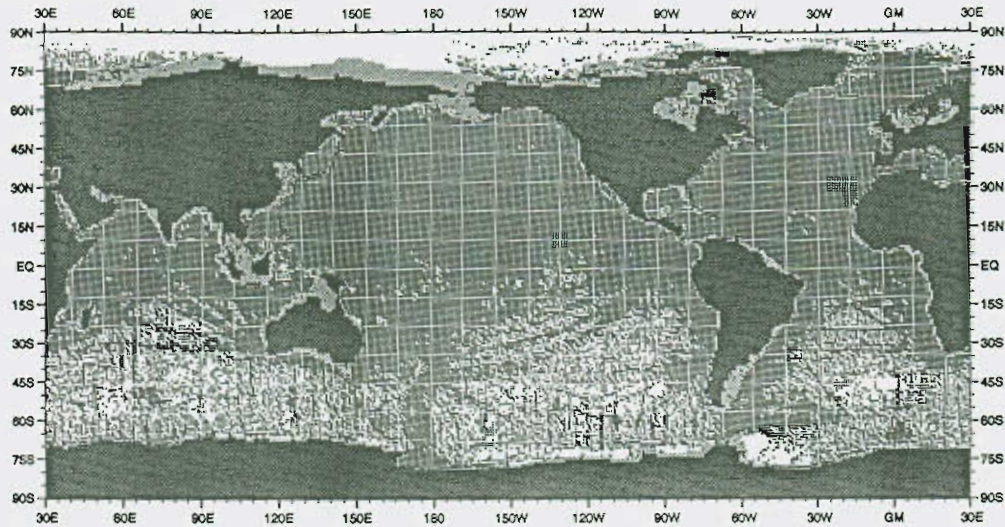 30E 60E 90E 120E 150E 180 150W 120W 90W 60W 30W GM 30E
90N 90N
75N 75N
60N 60N
45N 45N
30N 30N
15N 15N
EQ EQ
15S 15S
30S 30S
45S 45S
60S 60S
75S 75S
90S 90S
30E 60E 90E 120E 150E 180 150W 120W 90W 60W 30W GM 30E